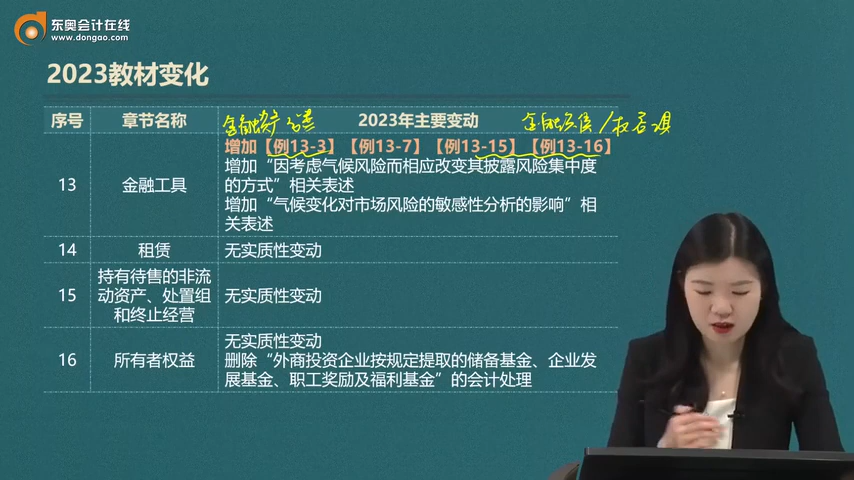 东奥会计在线
www.dongao.com
2023教材变化
序号 章节名称 2023年主要变动
增加【例13-3】【例13-7】【例13-15】【例13-16】
13 金融工具 增加“因考虑气候风险而相应改变其披露风险集中度
的方式”相关表述
增加“气候变化对市场风险的敏感性分析的影响”相
关表述
14 租赁 无实质性变动
15 持有待售的非流
动资产、处置组
和终止经营 无实质性变动
16 所有者权益 无实质性变动
删除“外商投资企业按规定提取的储备基金、企业发
展基金、职工奖励及福利基金”的会计处理